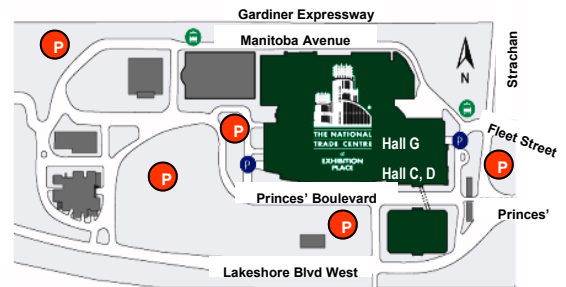 Gardiner Expressway
P
Manitoba Avenue
N
Strachan
P
THE NATIONAL
TRADE CENTRE
at
EXHIBITION
PLACE
Hall G
P
Fleet Street
P
P
P
Hall C, D
Princes' Boulevard
Princes'
P
Lakeshore Blvd West